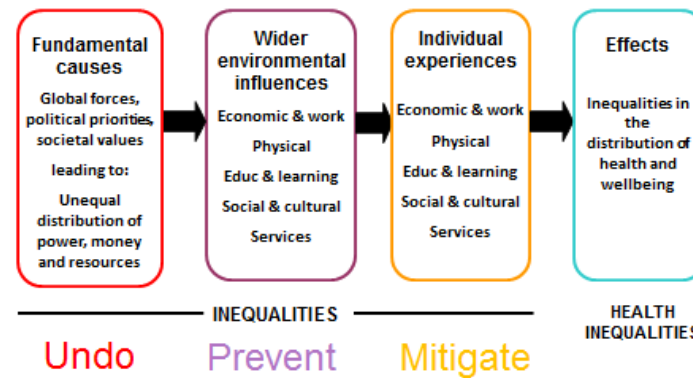 Fundamental
causes
Global forces,
political priorities,
societal values
leading to:
Unequal
distribution of
power, money
and resources
Wider
environmental
influences
Economic & work
Physical
Educ & learning
Social & cultural
Services
Individual
experiences
Economic & work
Physical
Educ & learning
Social & cultural
Services
Effects
Inequalities in
the
distribution of
health and
wellbeing
INEQUALITIES
HEALTH
INEQUALITIES
Undo
Prevent
Mitigate